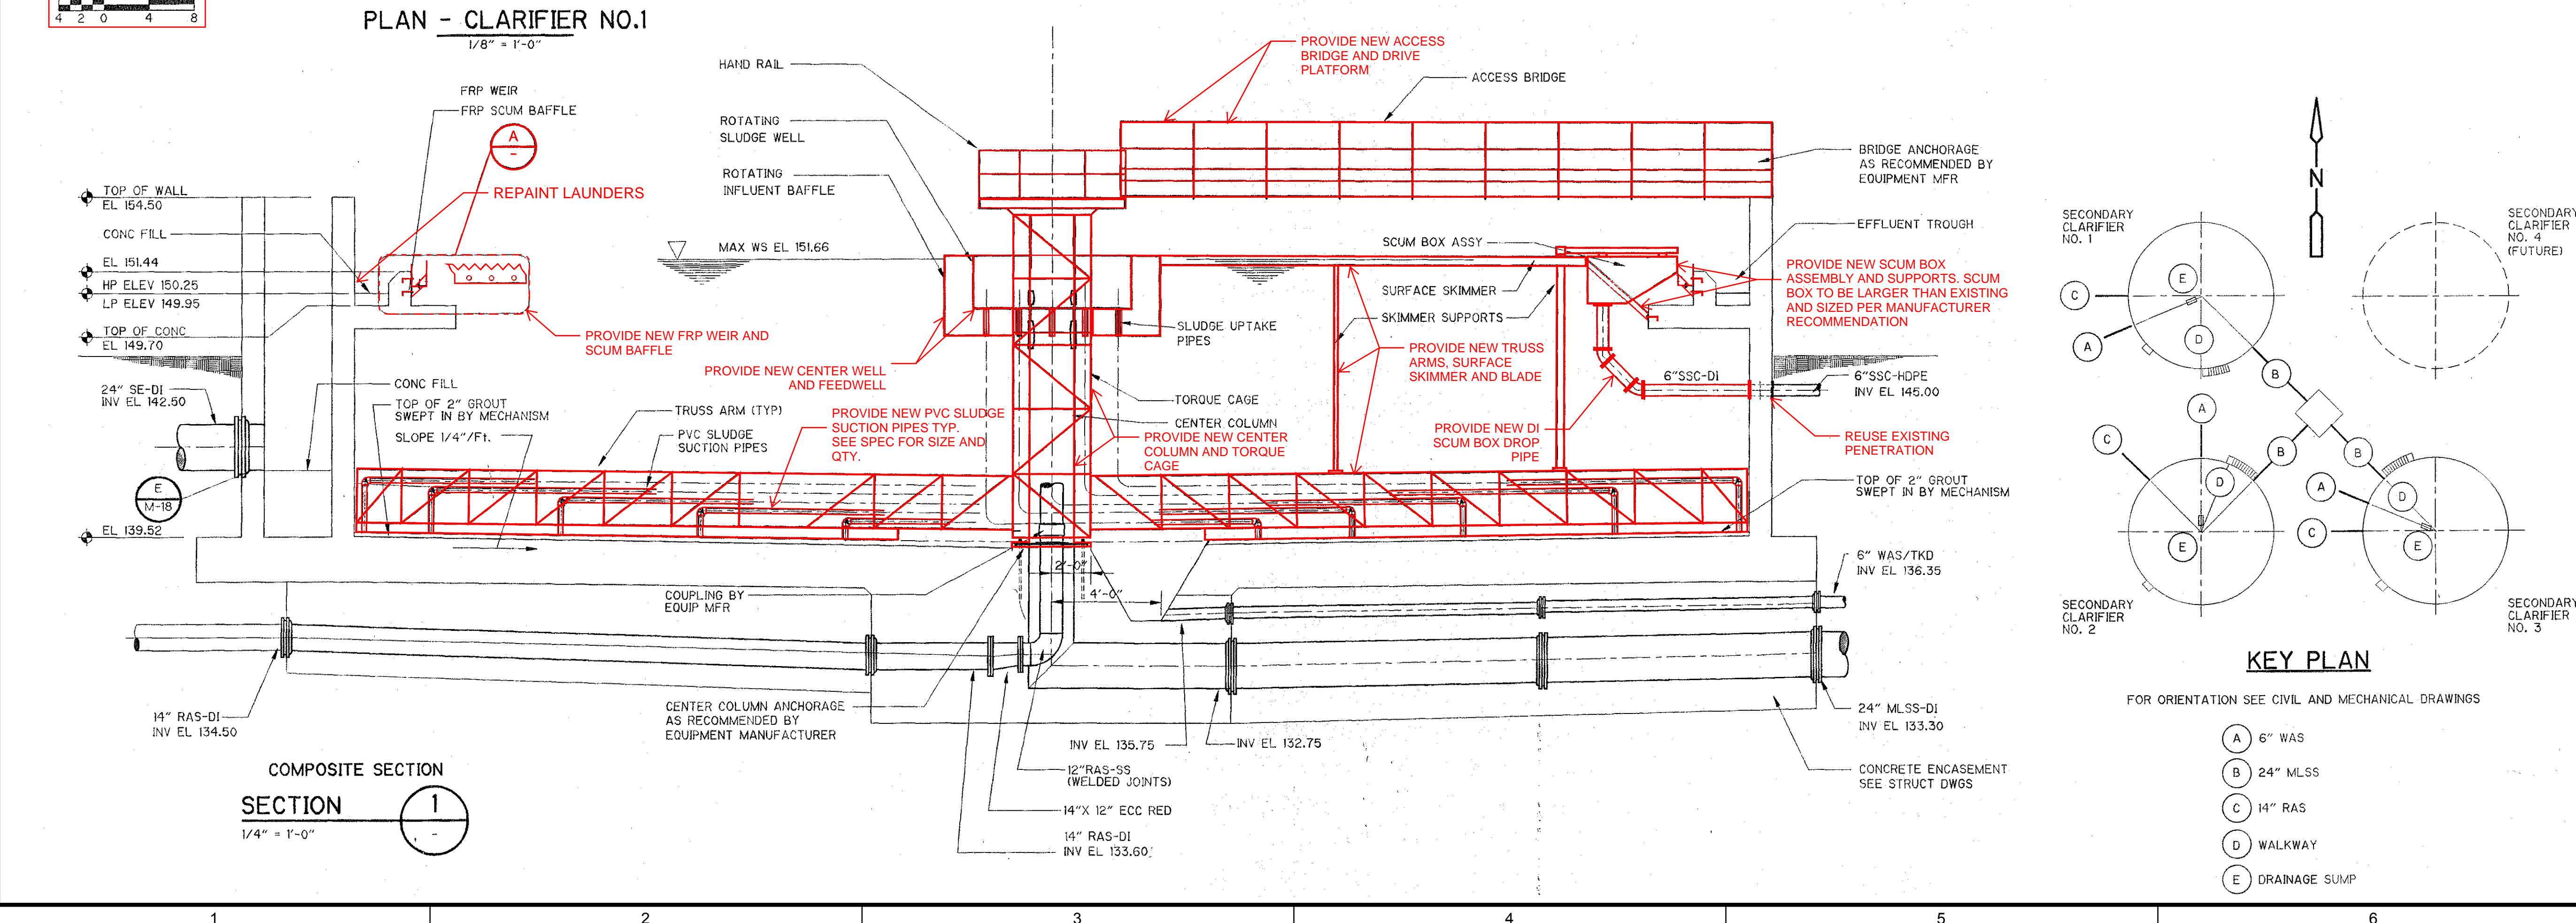 4 2 0 4 8
PLAN - CLARIFIER NO.1
1/8" = 1'-0"
FRP WEIR
FRP SCUM BAFFLE
A
-
REPAINT LAUNDERS
TOP OF WALL
EL 154.50
CONC FILL
EL 151.44
HP ELEV 150.25
LP ELEV 149.95
TOP OF CONC
EL 149.70
PROVIDE NEW FRP WEIR AND
SCUM BAFFLE
24" SE-DI
INV EL 142.50
CONC FILL
TOP OF 2" GROUT
SWEPT IN BY MECHANISM
SLOPE 1/4"/Ft.
E
M-18
EL 139.52
14" RAS-DI
INV EL 134.50
HAND RAIL
ROTATING
SLUDGE WELL
ROTATING
INFLUENT BAFFLE
MAX WS EL 151.66
PROVIDE NEW CENTER WELL
AND FEEDWELL
TRUSS ARM (TYP)
PVC SLUDGE
SUCTION PIPES
PROVIDE NEW PVC SLUDGE
SUCTION PIPES TYP.
SEE SPEC FOR SIZE AND
QTY.
COUPLING BY
EQUIP MFR
CENTER COLUMN ANCHORAGE
AS RECOMMENDED BY
EQUIPMENT MANUFACTURER
2'-0"
4'-0"
PROVIDE NEW ACCESS
BRIDGE AND DRIVE
PLATFORM
ACCESS BRIDGE
BRIDGE ANCHORAGE
AS RECOMMENDED BY
EQUIPMENT MFR
EFFLUENT TROUGH
SCUM BOX ASSY
SURFACE SKIMMER
SKIMMER SUPPORTS
SLUDGE UPTAKE
PIPES
PROVIDE NEW SCUM BOX
ASSEMBLY AND SUPPORTS. SCUM
BOX TO BE LARGER THAN EXISTING
AND SIZED PER MANUFACTURER
RECOMMENDATION
PROVIDE NEW TRUSS
ARMS, SURFACE
SKIMMER AND BLADE
TORQUE CAGE
CENTER COLUMN
PROVIDE NEW CENTER
COLUMN AND TORQUE
CAGE
6"SSC-DI
6"SSC-HDPE
INV EL 145.00
PROVIDE NEW DI
SCUM BOX DROP
PIPE
REUSE EXISTING
PENETRATION
TOP OF 2" GROUT
SWEPT IN BY MECHANISM
6" WAS/TKD
INV EL 136.35
24" MLSS-DI
INV EL 133.30
CONCRETE ENCASEMENT
SEE STRUCT DWGS
INV EL 135.75
INV EL 132.75
12"RAS-SS
(WELDED JOINTS)
14"X 12" ECC RED
14" RAS-DI
INV EL 133.60
COMPOSITE SECTION
SECTION
1
-
1/4" = 1'-0"
N
SECONDARY
CLARIFIER
NO. 1
SECONDARY
CLARIFIER
NO. 4
(FUTURE)
E
C
D
A
B
A
C
B
B
D
A
D
C
E
E
SECONDARY
CLARIFIER
NO. 2
SECONDARY
CLARIFIER
NO. 3
KEY PLAN
FOR ORIENTATION SEE CIVIL AND MECHANICAL DRAWINGS
A 6" WAS
B 24" MLSS
C 14" RAS
D WALKWAY
E DRAINAGE SUMP
1 2 3 4 5 6